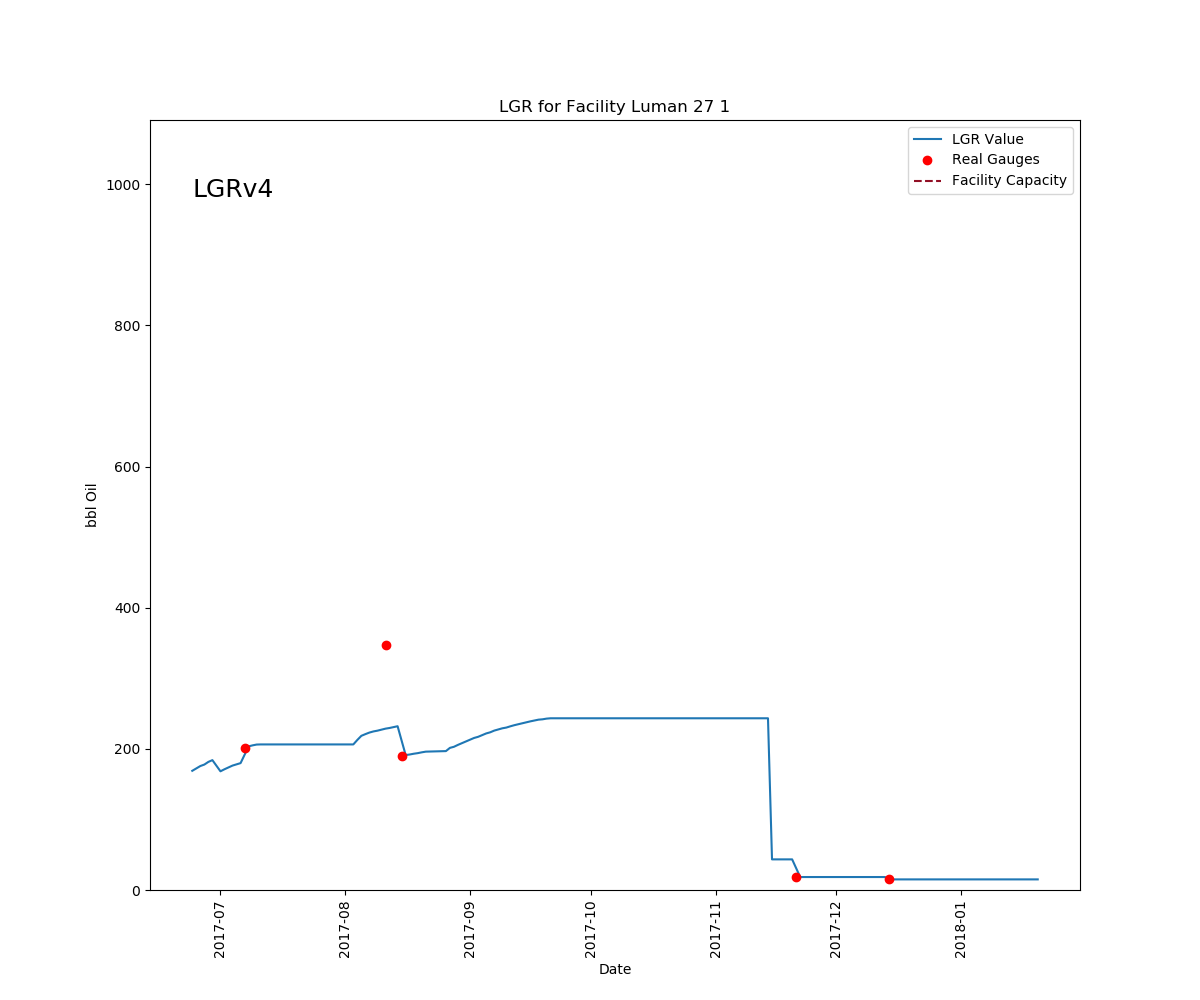 LGR for Facility Luman 27 1
LGRv4
LGR Value
Real Gauges
Facility Capacity
bbl Oil
1000
800
600
400
200
0
2017-07
2017-08
2017-09
2017-10
2017-11
2017-12
2018-01
Date